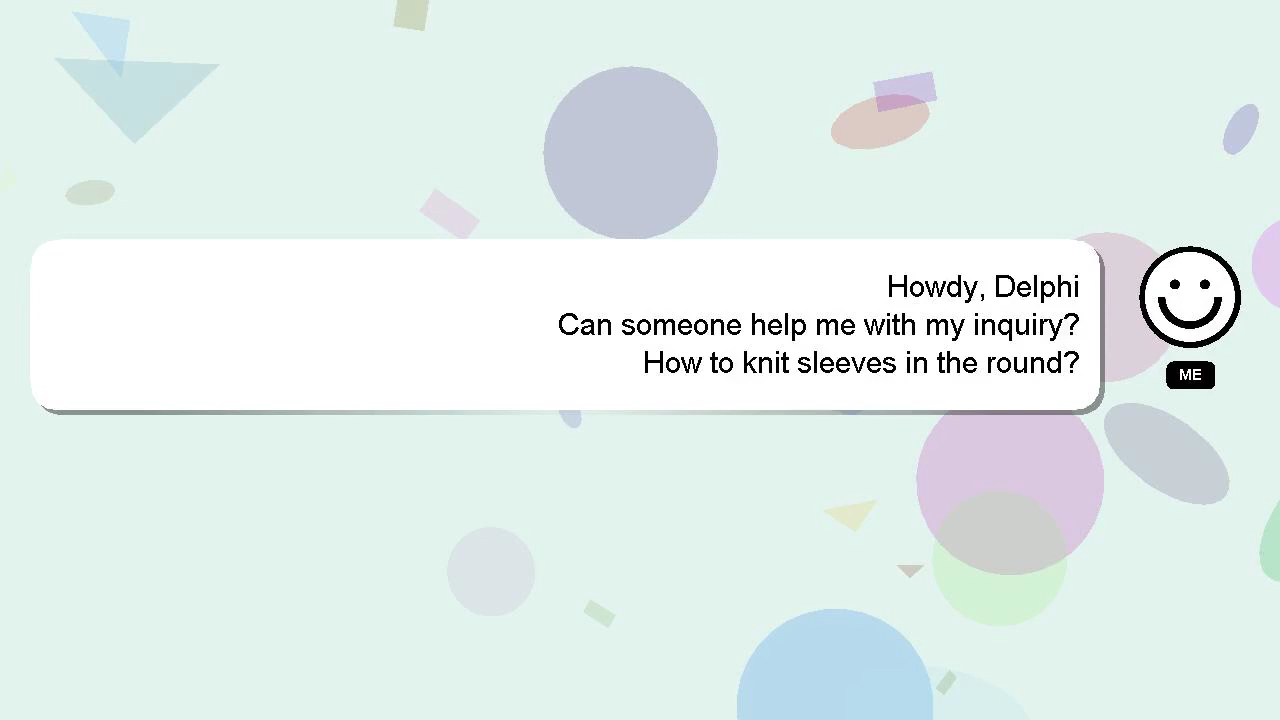 Howdy, Delphi
Can someone help me with my inquiry?
How to knit sleeves in the round?
ME